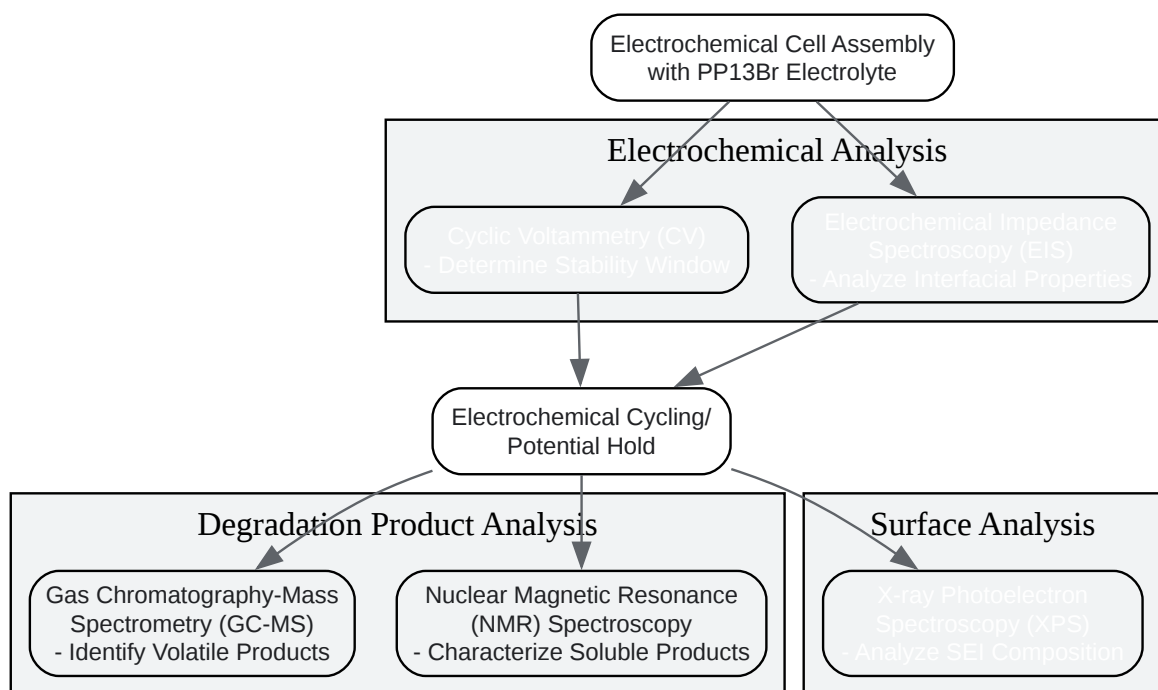 Electrochemical Cell Assembly
with PP13Br Electrolyte
Electrochemical Analysis
Cyclic Voltammetry (CV)
- Determine Stability Window
Electrochemical Impedance
Spectroscopy (EIS)
- Analyze Interfacial Properties
Electrochemical Cycling/
Potential Hold
Degradation Product Analysis
Gas Chromatography-Mass
Spectrometry (GC-MS)
- Identify Volatile Products
Nuclear Magnetic Resonance
(NMR) Spectroscopy
- Characterize Soluble Products
Surface Analysis
X-ray Photoelectron
Spectroscopy (XPS)
- Analyze SEI Composition